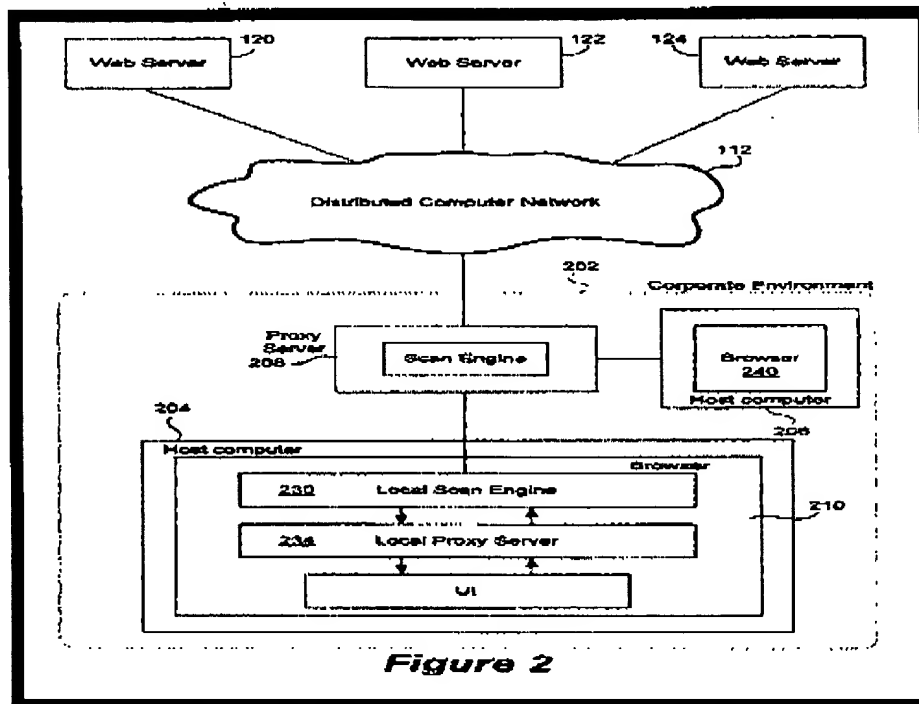 120
122
124
Web Server
Web Server
Web Server
112
Distributed Computer Network
202
Corporate Environment
Proxy
Server
208
Scan Engine
Browser
240
Host computer
206
204
Host computer
Browser
230 Local Scan Engine
210
234 Local Proxy Server
UI
Figure 2